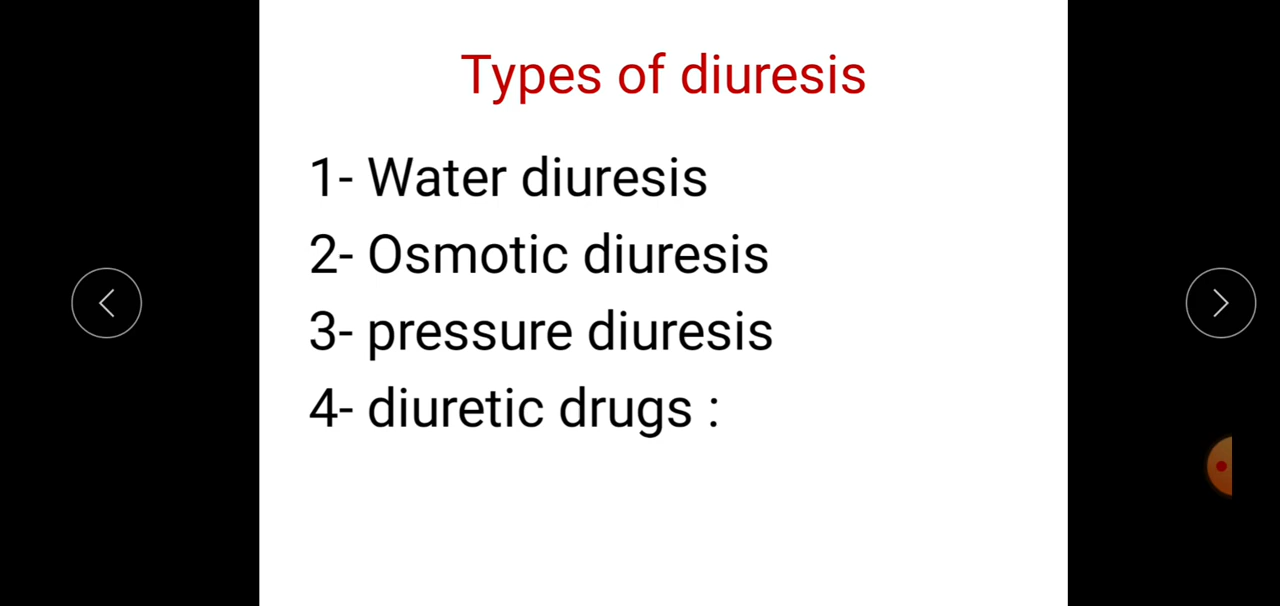 Types of diuresis
1- Water diuresis
2- Osmotic diuresis
3- pressure diuresis
4- diuretic drugs :